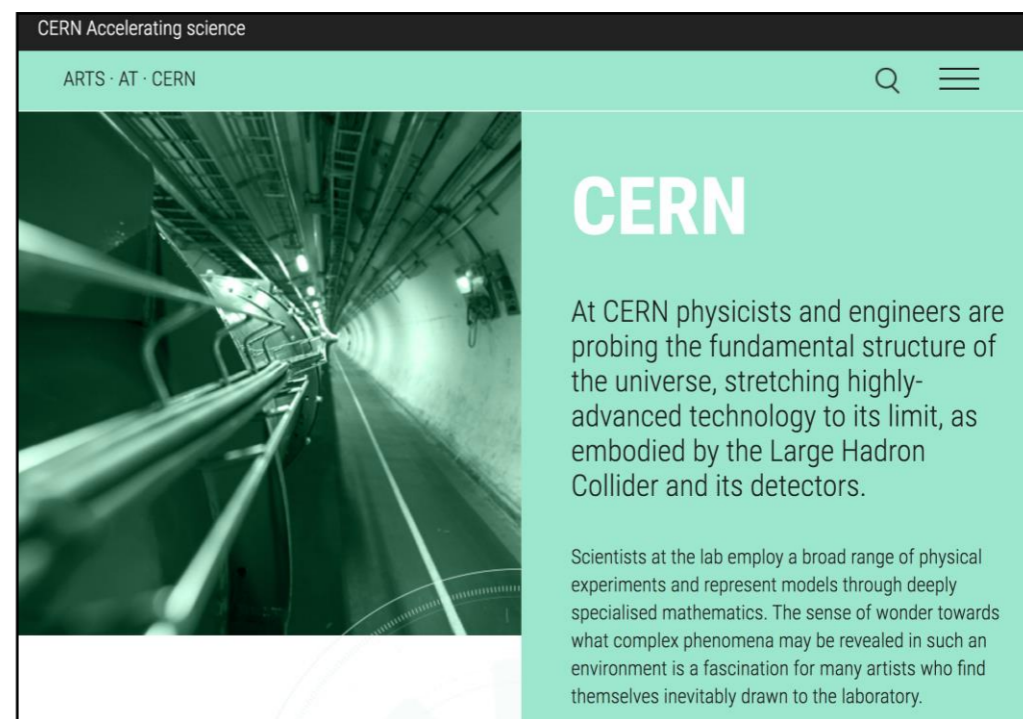 CERN Accelerating science
ARTS · AT · CERN
CERN
At CERN physicists and engineers are
probing the fundamental structure of
the universe, stretching highly-
advanced technology to its limit, as
embodied by the Large Hadron
Collider and its detectors.
Scientists at the lab employ a broad range of physical
experiments and represent models through deeply
specialised mathematics. The sense of wonder towards
what complex phenomena may be revealed in such an
environment is a fascination for many artists who find
themselves inevitably drawn to the laboratory.